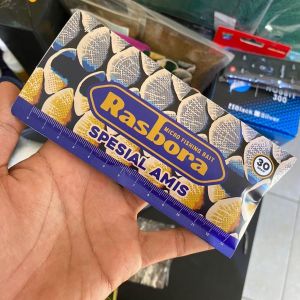 Rasbora
MICRO FISHING BAIT
SPESIAL AMIS
30
Black Silver